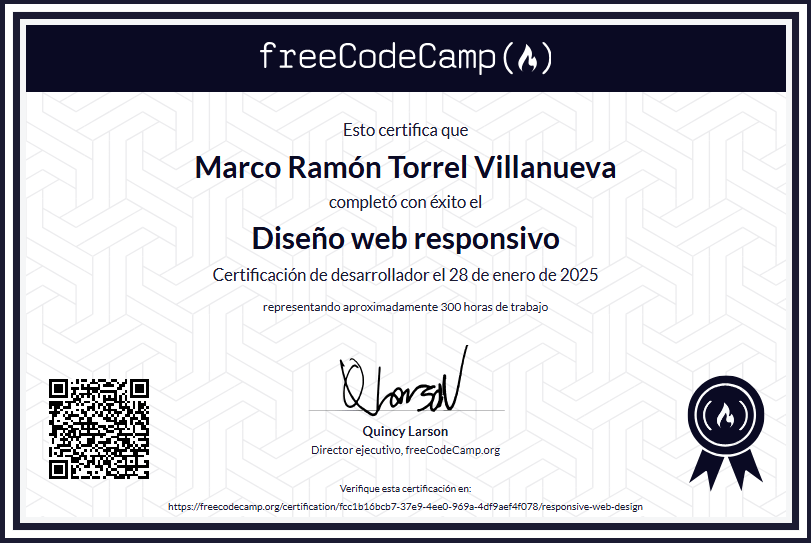 freeCodeCamp
Esto certifica que
Marco Ramón Torrel Villanueva
completó con éxito el
Diseño web responsivo
Certificación de desarrollador el 28 de enero de 2025
representando aproximadamente 300 horas de trabajo
Q Larson
Quincy Larson
Director ejecutivo, freeCodeCamp.org
Verifique esta certificación en:
https://freecodecamp.org/certification/fcc1b16bcb7-37e9-4ee0-969a-4df9aef4f078/responsive-web-design